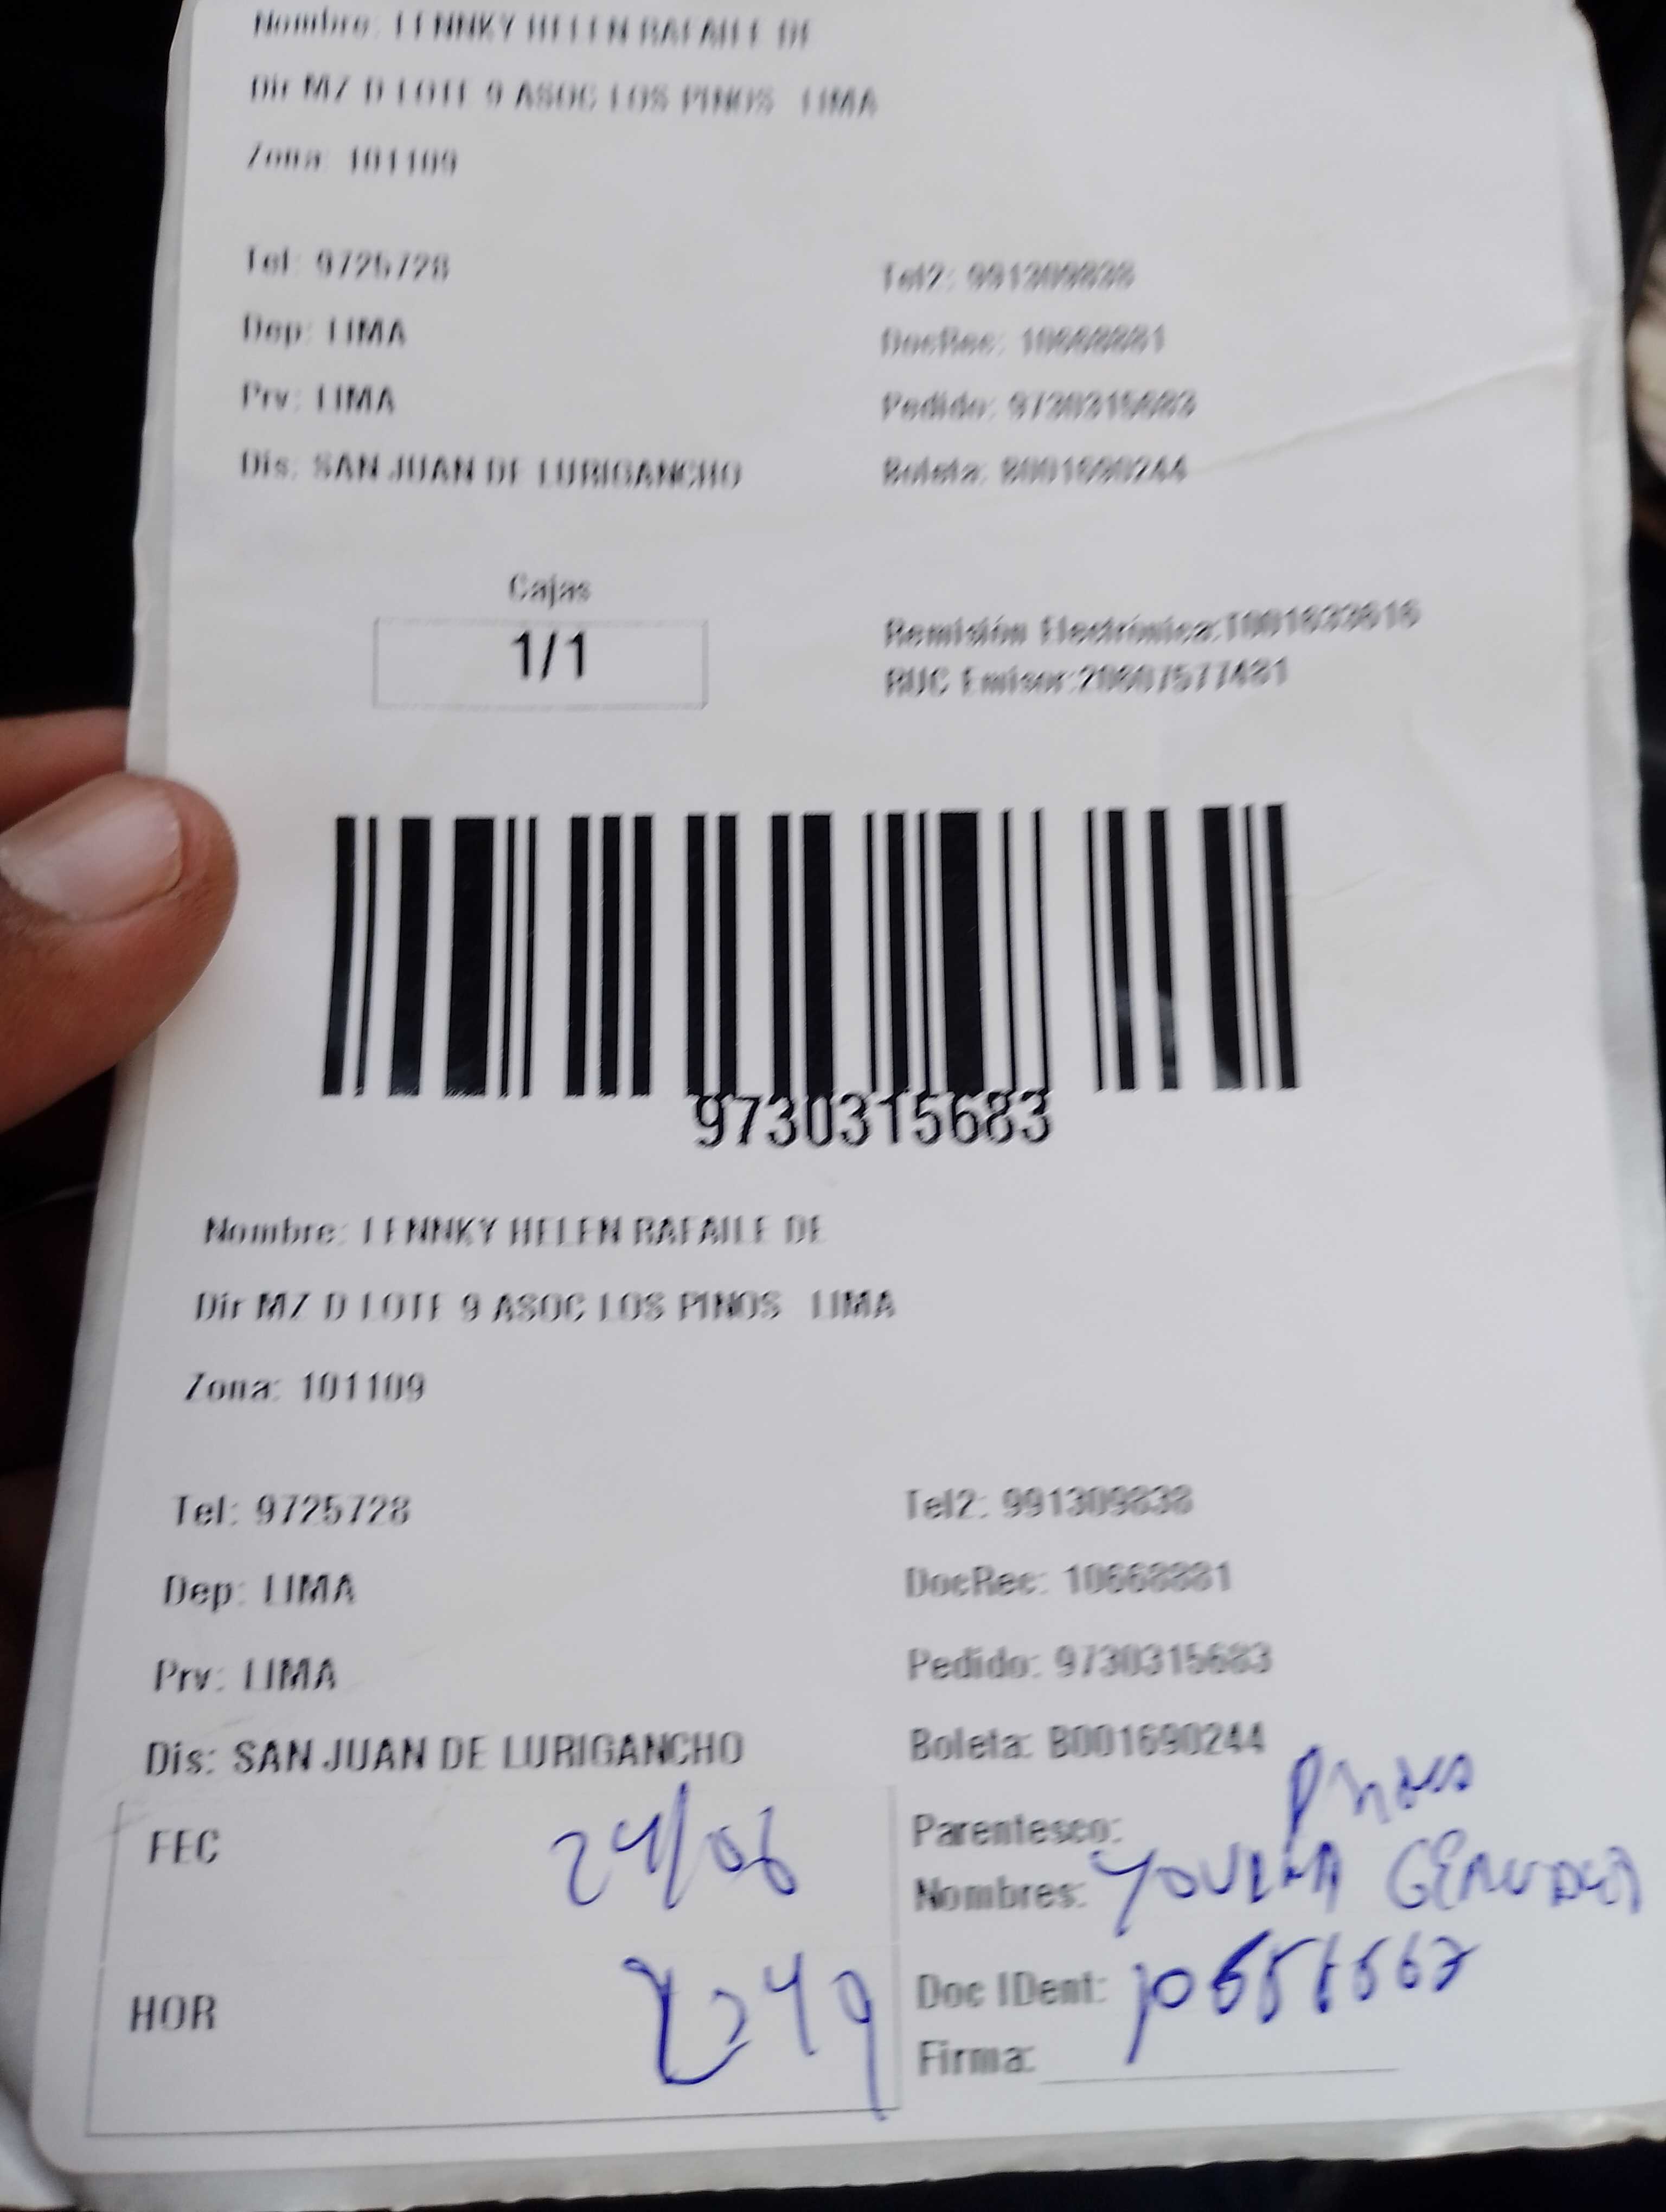 Nombre: LENNKY HELEN RAFAILE DE
Dir MZ D LOTE 9 ASOC LOS PINOS LIMA
Zona: 101109
Tel: 9725728 Tel2: 991309838
Dep: LIMA DocRec: 10668881
Prv: LIMA Pedido: 9730315683
Dis: SAN JUAN DE LURIGANCHO Boleta: B001690244
Cajas
1/1
Remisión Electrónica:
RUC Emisor:20607577481
9730315683
Nombre: LENNKY HELEN RAFAILE DE
Dir MZ D LOTE 9 ASOC LOS PINOS LIMA
Zona: 101109
Tel: 9725728 Tel2: 991309838
Dep: LIMA DocRec: 10668881
Prv: LIMA Pedido: 9730315683
Dis: SAN JUAN DE LURIGANCHO Boleta: B001690244
FEC 24/06
Parentesco:
Nombres:
HOR
Doc IDent:
Firma: